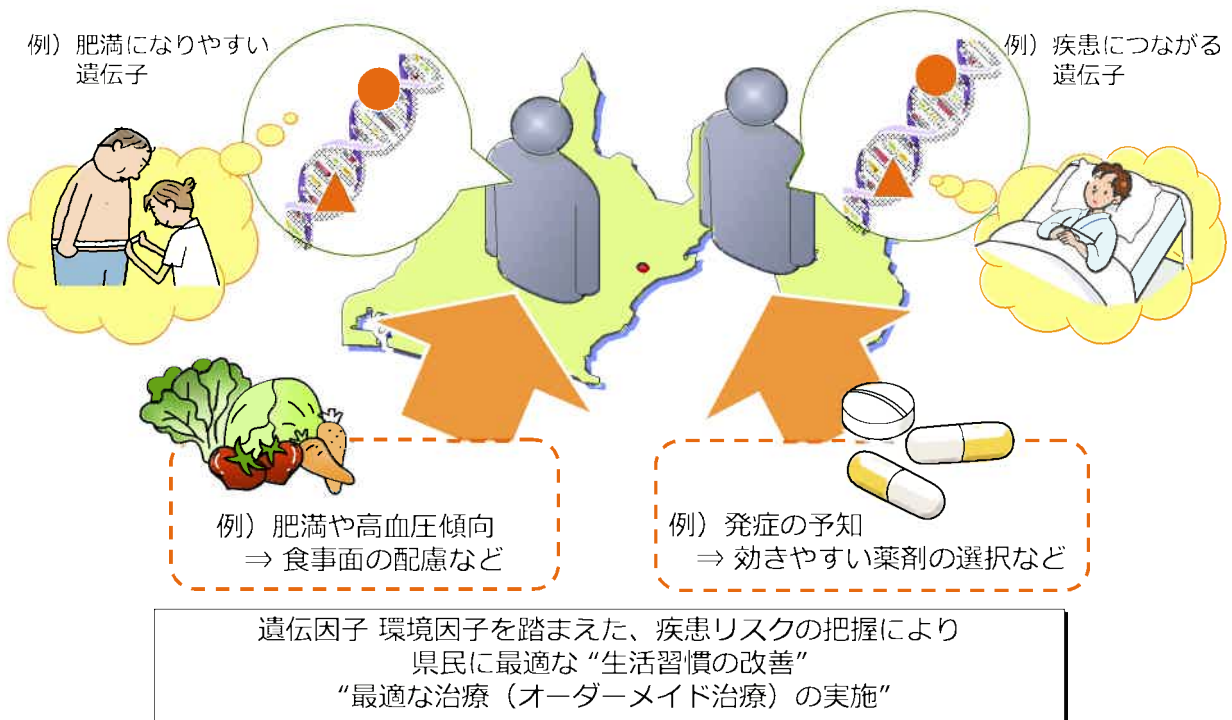 例）肥満になりやすい
遺伝子
例）疾患につながる
遺伝子
例）肥満や高血圧傾向
⇒ 食事面の配慮など
例）発症の予知
⇒ 効きやすい薬剤の選択など
遺伝因子 環境因子を踏まえた、疾患リスクの把握により
県民に最適な “生活習慣の改善”
“最適な治療（オーダーメイド治療）の実施”